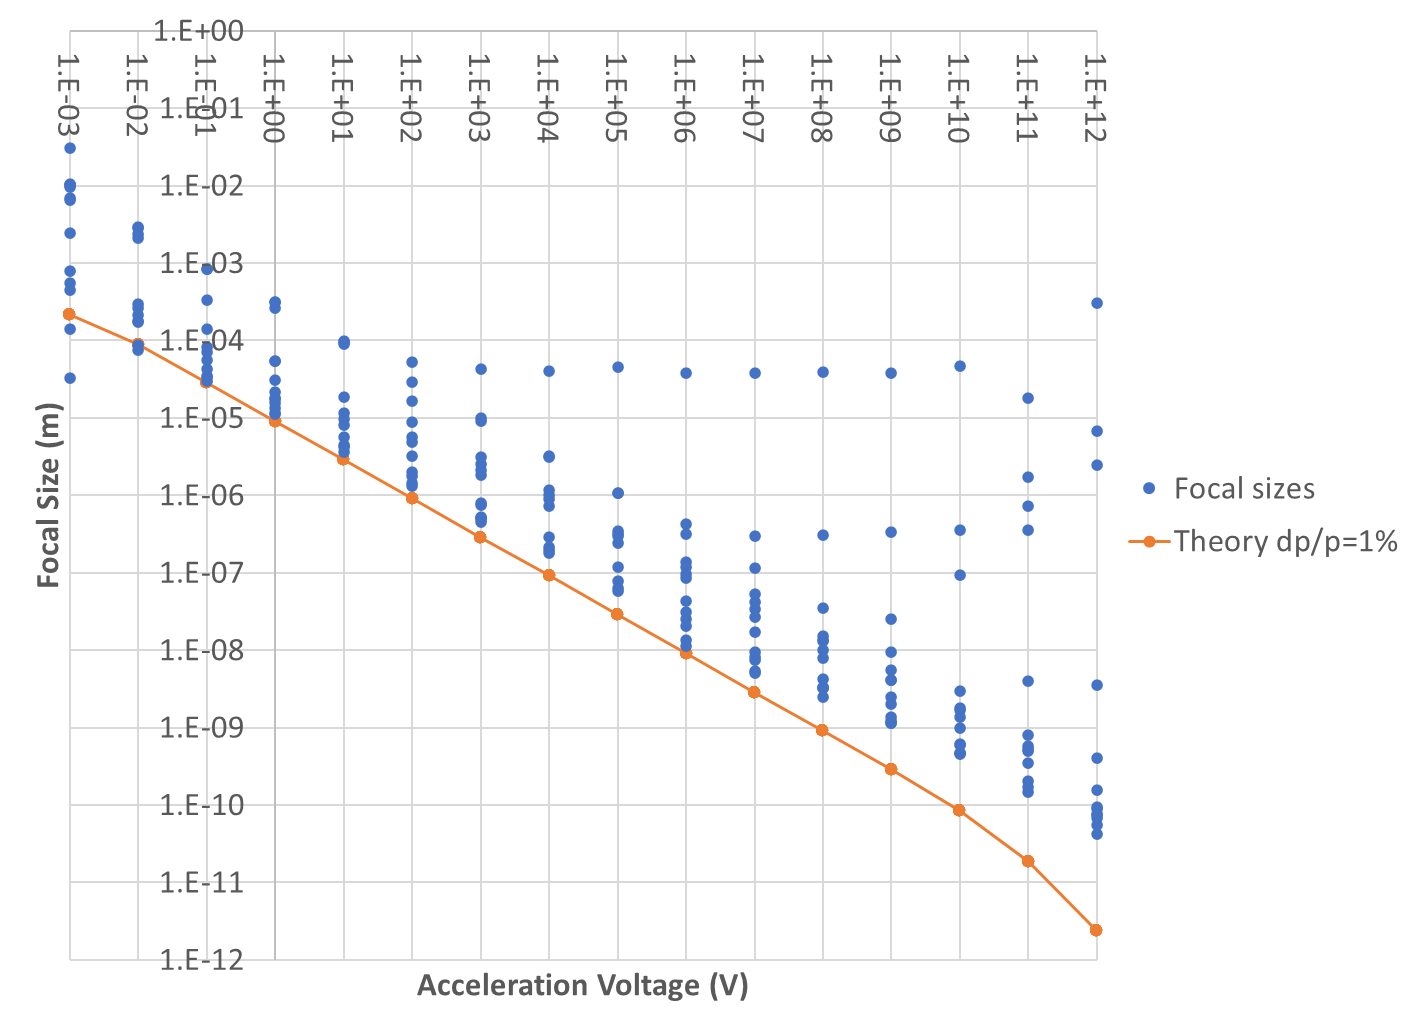 1.E+00
1.E-03 1.E-02 1.E-01 1.E+00 1.E+01 1.E+02 1.E+03 1.E+04 1.E+05 1.E+06 1.E+07 1.E+08 1.E+09 1.E+10 1.E+11 1.E+12
1.E-01
1.E-02
1.E-03
1.E-04
1.E-05
1.E-06
1.E-07
1.E-08
1.E-09
1.E-10
1.E-11
1.E-12
Focal Size (m)
Acceleration Voltage (V)
Focal sizes
Theory dp/p=1%